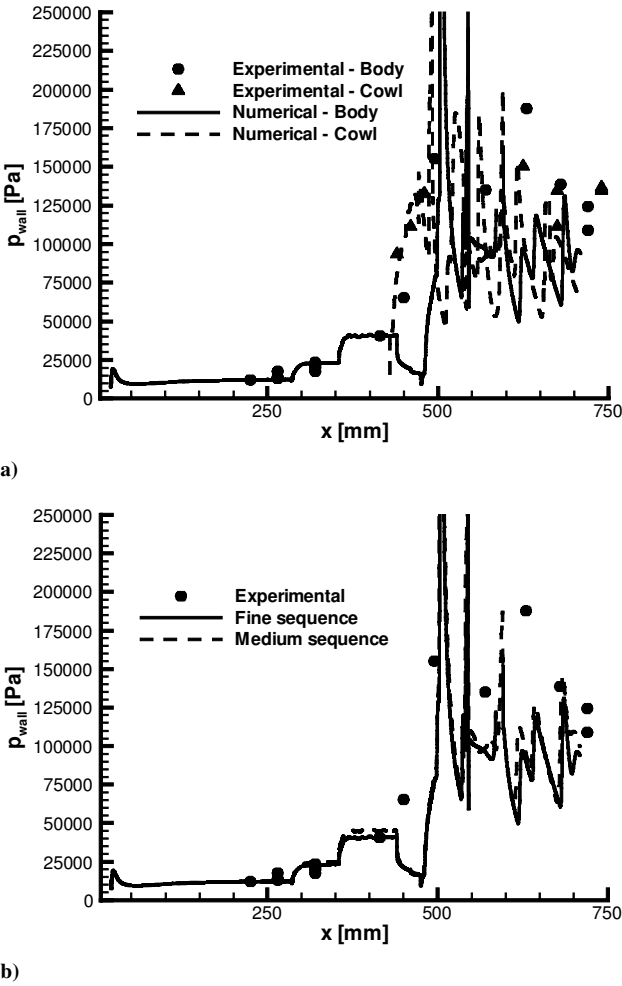 250000
225000
200000
175000
150000
125000
100000
75000
50000
25000
0
p_wall [Pa]
Experimental - Body
Experimental - Cowl
Numerical - Body
Numerical - Cowl
250 500 750
x [mm]
a)
250000
225000
200000
175000
150000
125000
100000
75000
50000
25000
0
p_wall [Pa]
Experimental
Fine sequence
Medium sequence
250 500 750
x [mm]
b)